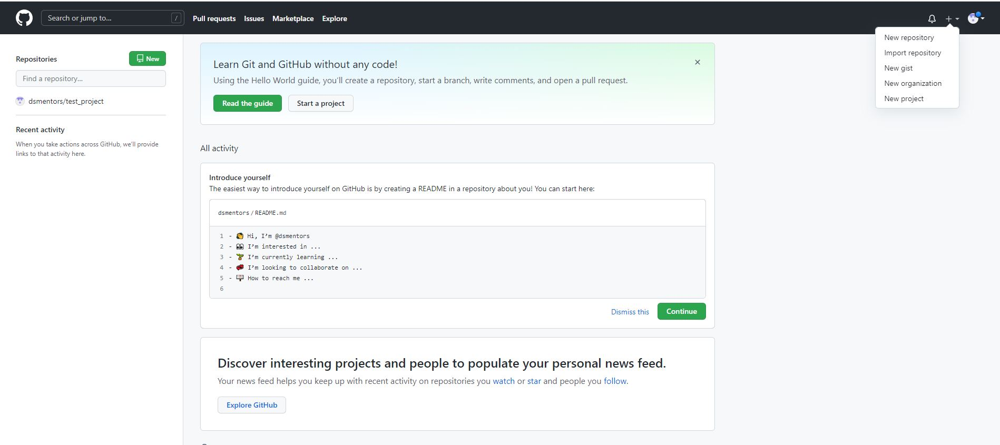 Search or jump to... /
Pull requests
Issues
Marketplace
Explore
New repository
Import repository
New gist
New organization
New project
Repositories
New
Find a repository...
dsmentors/test_project
Recent activity
When you take actions across GitHub, we’ll provide
links to that activity here.
Learn Git and GitHub without any code!
Using the Hello World guide, you’ll create a repository, start a branch, write comments, and open a pull request.
Read the guide
Start a project
All activity
Introduce yourself
The easiest way to introduce yourself on GitHub is by creating a README in a repository about you! You can start here:
dsmentors / README.md
1 - 👋 Hi, I’m @dsmentors
2 - 👀 I’m interested in ...
3 - 🌱 I’m currently learning ...
4 - 💞️ I’m looking to collaborate on ...
5 - 📫 How to reach me ...
6
Dismiss this
Continue
Discover interesting projects and people to populate your personal news feed.
Your news feed helps you keep up with recent activity on repositories you watch or star and people you follow.
Explore GitHub